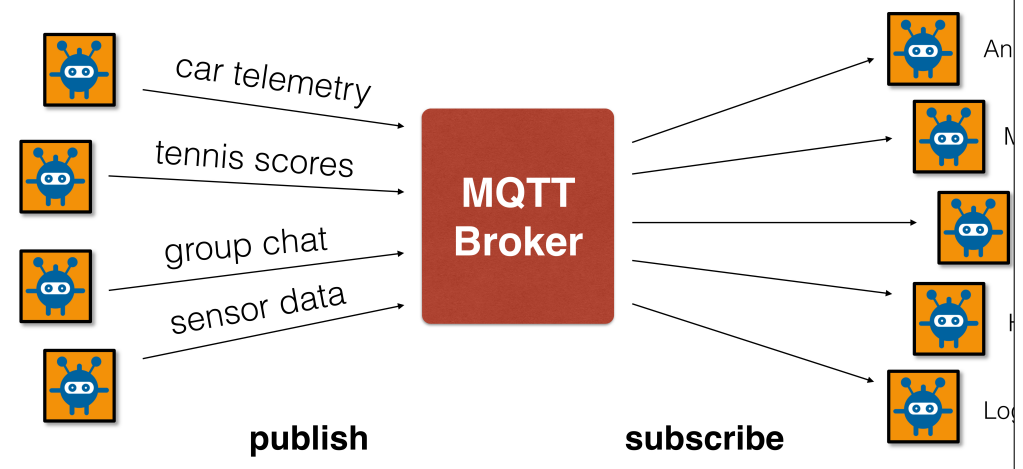 car telemetry
tennis scores
group chat
sensor data
MQTT
Broker
publish
subscribe